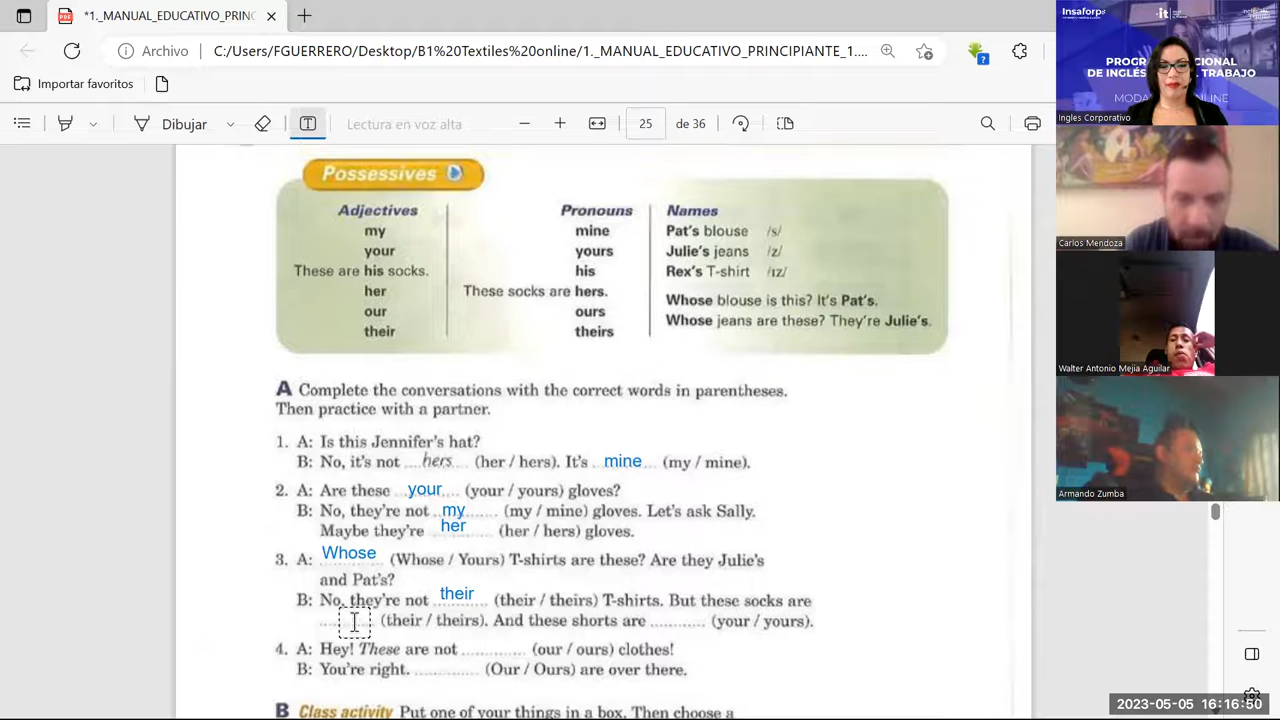 *1._MANUAL_EDUCATIVO_PRINC
Archivo
C:/Users/FGUERRERO/Desktop/B1%20Textiles%20online/1._MANUAL_EDUCATIVO_PRINCIPIANTE_1....
Importar favoritos
Dibujar
Lectura en voz alta
25
de 36
Possessives
Adjectives
my
your
These are his socks.
her
our
their
Pronouns
mine
yours
his
These socks are hers.
ours
theirs
Names
Pat's blouse /s/
Julie's jeans /z/
Rex's T-shirt /ɪz/
Whose blouse is this? It's Pat's.
Whose jeans are these? They're Julie's.
A Complete the conversations with the correct words in parentheses.
Then practice with a partner.
1. A: Is this Jennifer's hat?
B: No, it's not hers (her / hers). It's mine (my / mine).
2. A: Are these your (your / yours) gloves?
B: No, they're not my (my / mine) gloves. Let's ask Sally.
Maybe they're her (her / hers) gloves.
3. A: Whose (Whose / Yours) T-shirts are these? Are they Julie's
and Pat's?
B: No, they're not their (their / theirs) T-shirts. But these socks are
............ (their / theirs). And these shorts are ............ (your / yours).
4. A: Hey! These are not ............ (our / ours) clothes!
B: You're right. ............ (Our / Ours) are over there.
B Class activity Put one of your things in a box. Then choose a
Insaforp
it
PROGR CIONAL
DE INGLÉS TRABAJO
MODA NLINE
Ingles Corporativo
Carlos Mendoza
Walter Antonio Mejia Aguilar
Armando Zumba
2023-05-05 16:16:50